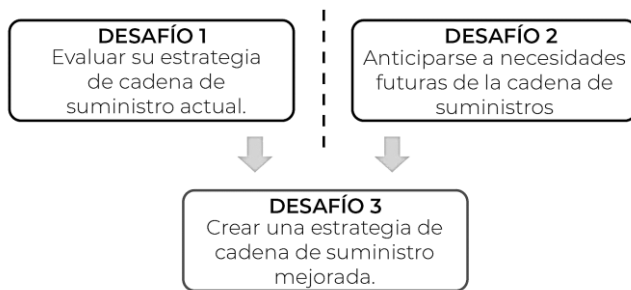 DESAFÍO 1
Evaluar su estrategia
de cadena de
suministro actual.
DESAFÍO 2
Anticiparse a necesidades
futuras de la cadena de
suministros
DESAFÍO 3
Crear una estrategia de
cadena de suministro
mejorada.